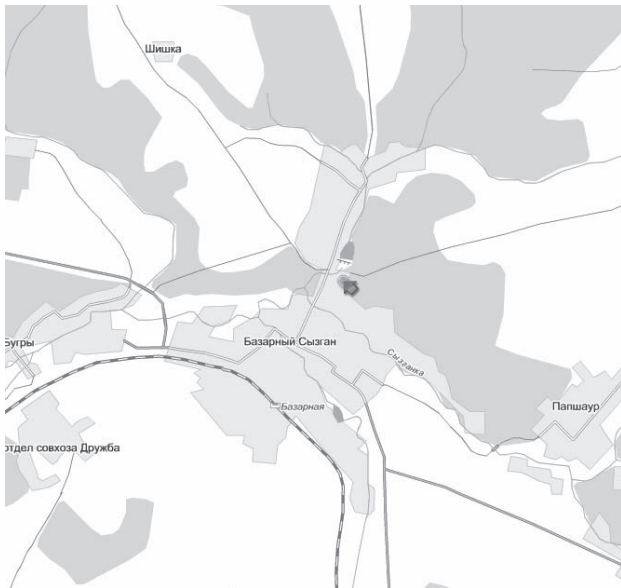 Шишка
Бугры
Базарный Сызган
Сызганка
Базарная
Папшаур
отдел совхоза Дружба